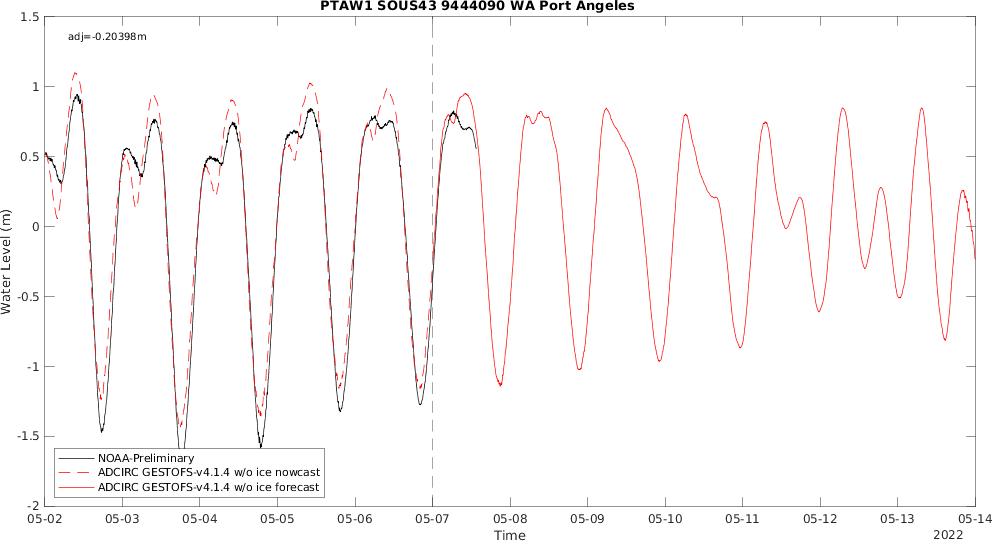 PTAW1 SOUS43 9444090 WA Port Angeles
adj=-0.20398m
1.5
1
0.5
0
-0.5
-1
-1.5
-2
Water Level (m)
NOAA-Preliminary
ADCIRC GESTOFS-v4.1.4 w/o ice nowcast
ADCIRC GESTOFS-v4.1.4 w/o ice forecast
05-02 05-03 05-04 05-05 05-06 05-07 05-08 05-09 05-10 05-11 05-12 05-13 05-14
Time
2022